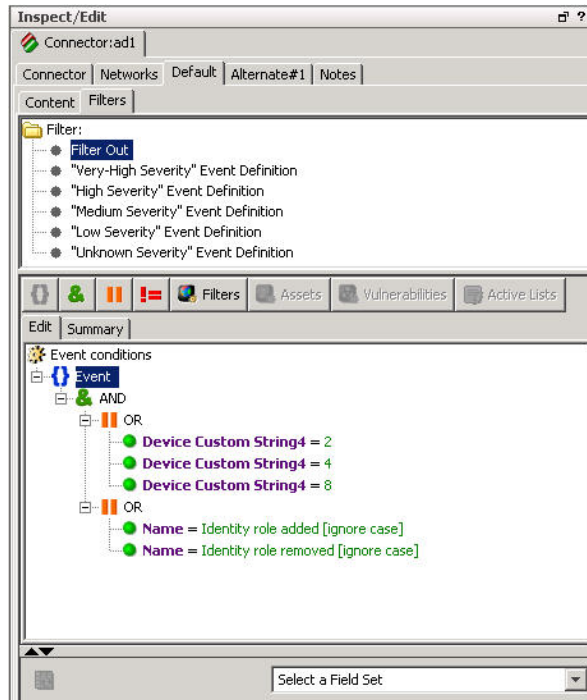 Inspect/Edit
?
Connector:ad1
Connector Networks Default Alternate#1 Notes
Content Filters
Filter:
Filter Out
"Very-High Severity" Event Definition
"High Severity" Event Definition
"Medium Severity" Event Definition
"Low Severity" Event Definition
"Unknown Severity" Event Definition
{} & != Filters Assets Vulnerabilities Active Lists
Edit Summary
Event conditions
{} Event
& AND
OR
Device Custom String4 = 2
Device Custom String4 = 4
Device Custom String4 = 8
OR
Name = Identity role added [ignore case]
Name = Identity role removed [ignore case]
Select a Field Set